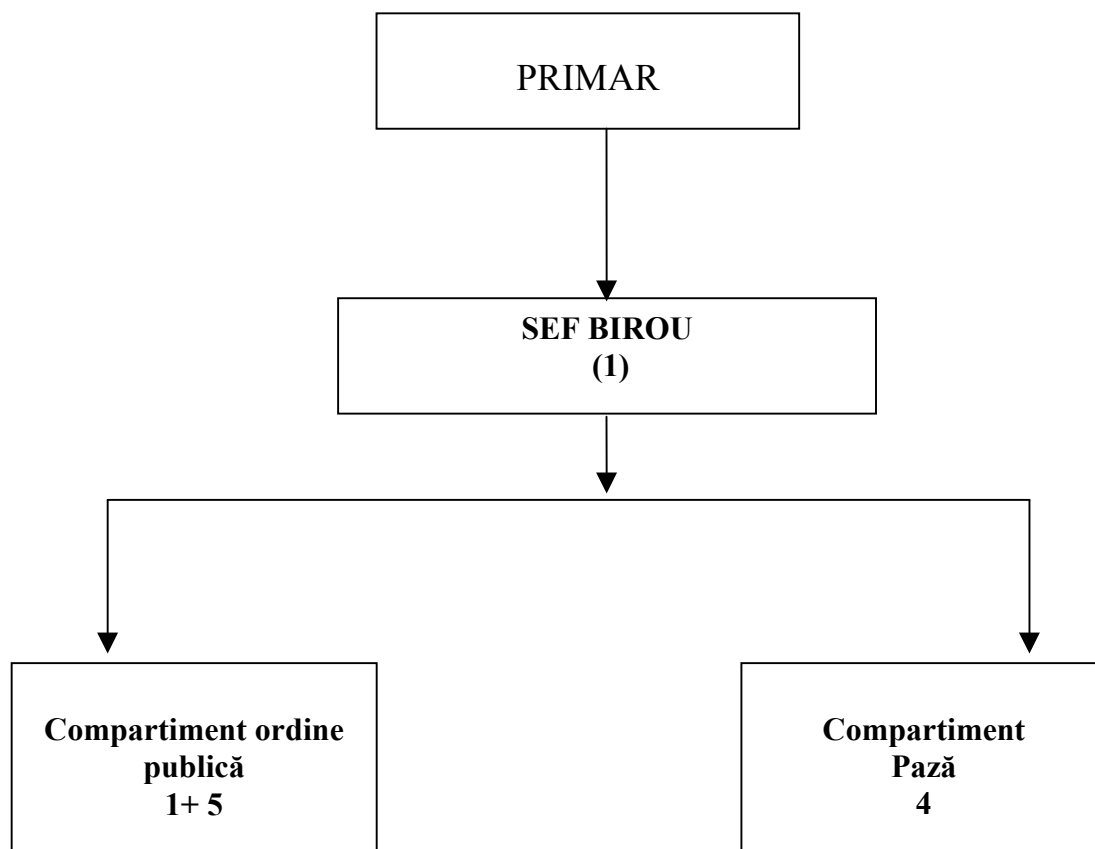 PRIMAR
SEF BIROU
(1)
Compartiment ordine
publică
1+ 5
Compartiment
Pază
4